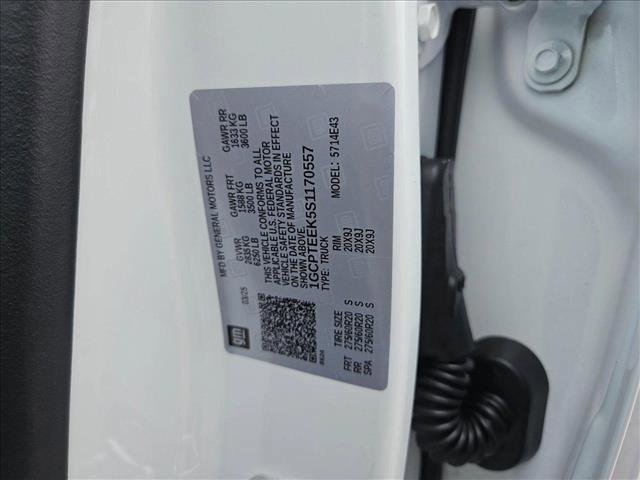 gm
03/25
MFD BY GENERAL MOTORS LLC
GVWR GAWR FRT GAWR RR
2835 KG 1588 KG 1633 KG
6250 LB 3500 LB 3600 LB
THIS VEHICLE CONFORMS TO ALL
APPLICABLE U.S. FEDERAL MOTOR
VEHICLE SAFETY STANDARDS IN EFFECT
ON THE DATE OF MANUFACTURE
SHOWN ABOVE.
1GCPTEEK5S1170557
TYPE: TRUCK MODEL: 5714E43
TIRE SIZE RIM
FRT 275/60R20 S 20X9J
RR 275/60R20 S 20X9J
SPA 275/60R20 S 20X9J